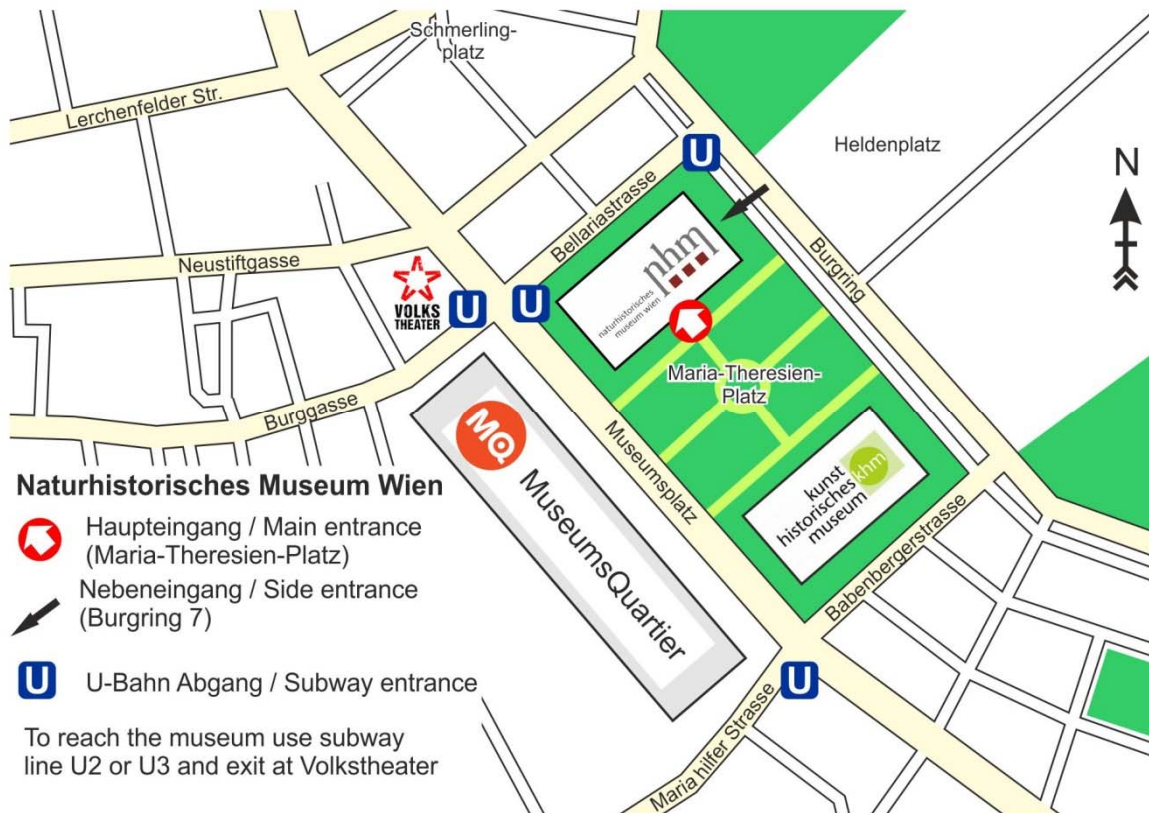 Schmerling-
platz
Lerchenfelder Str.
Heldenplatz
N
U
Bellariastrasse
nhm
naturhistorisches
museum wien
Burgring
Neustiftgasse
VOLKS
THEATER
U
U
Maria-Theresien-
Platz
Burggasse
MQ
MuseumsQuartier
Museumsplatz
kunst
historisches
museum
khm
Babenbergerstrasse
U
Maria hilfer Strasse
Naturhistorisches Museum Wien
Haupteingang / Main entrance
(Maria-Theresien-Platz)
Nebeneingang / Side entrance
(Burgring 7)
U
U-Bahn Abgang / Subway entrance
To reach the museum use subway
line U2 or U3 and exit at Volkstheater